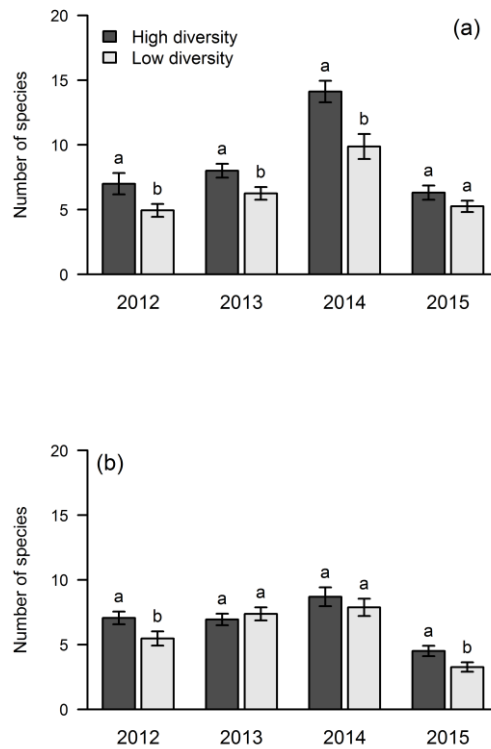 (a)
High diversity
Low diversity
Number of species
20
15
10
5
0
a b a b a b a a
2012 2013 2014 2015
(b)
Number of species
20
15
10
5
0
a b a a a a a b
2012 2013 2014 2015